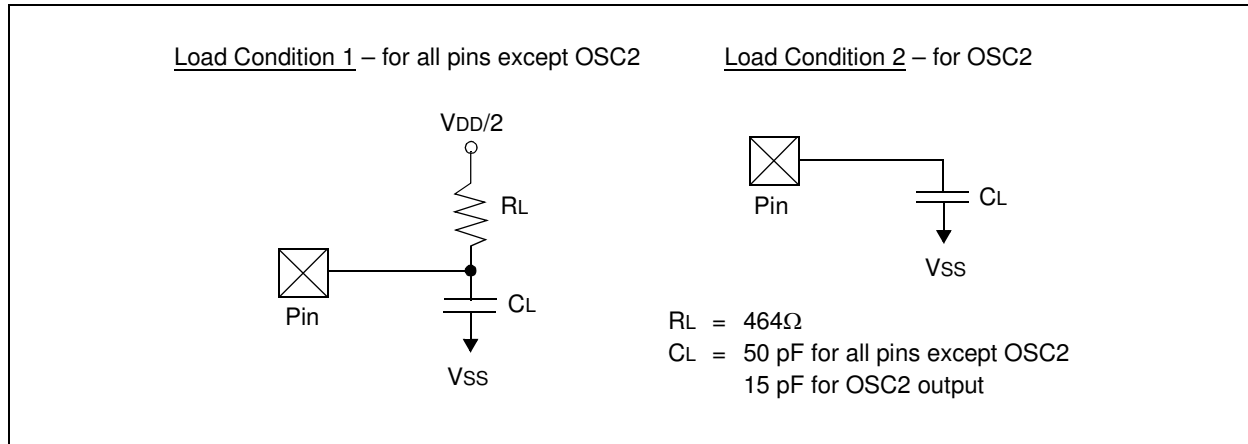 Load Condition 1 – for all pins except OSC2
VDD/2
RL
Pin
CL
VSS
Load Condition 2 – for OSC2
Pin
CL
VSS
RL = 464Ω
CL = 50 pF for all pins except OSC2
15 pF for OSC2 output